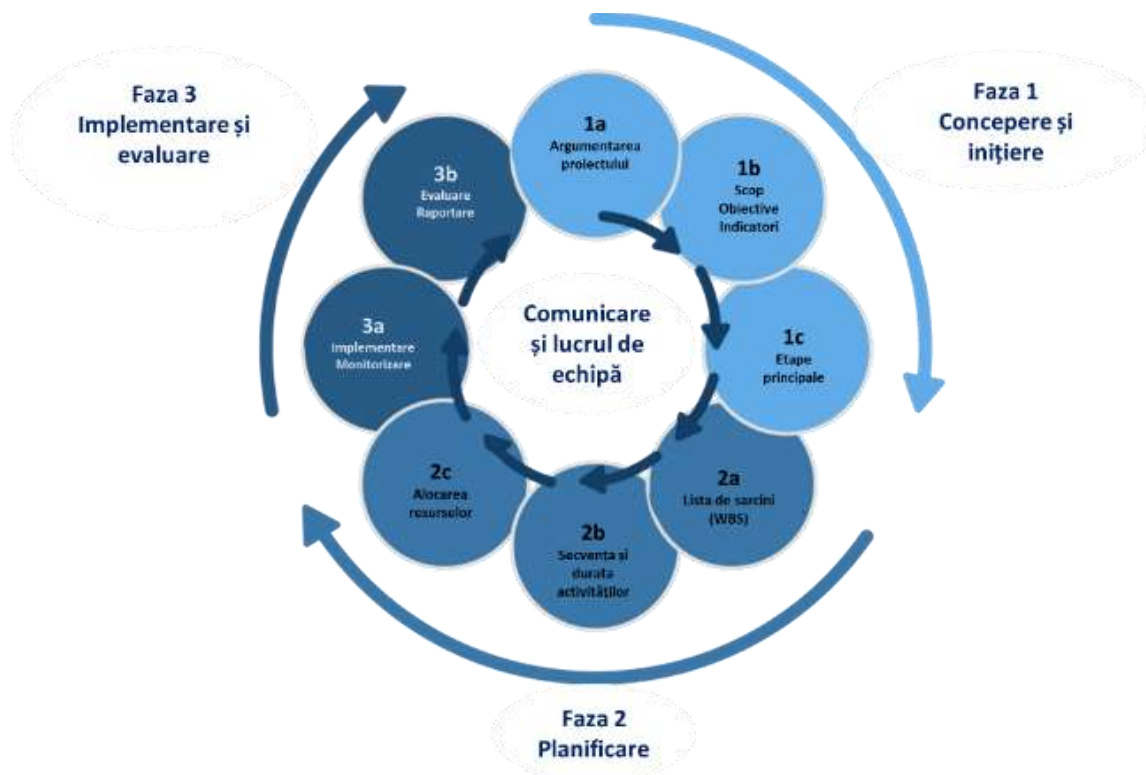 Faza 1
Concepere și
inițiere
1a
Argumentarea
proiectului
1b
Scop
Obiective
Indicatori
1c
Etape
principale
Faza 2
Planificare
2a
Lista de sarcini
(WBS)
2b
Secvența și
durata
activităților
2c
Alocarea
resurselor
Faza 3
Implementare și
evaluare
3a
Implementare
Monitorizare
3b
Evaluare
Raportare
Comunicare
și lucrul de
echipă